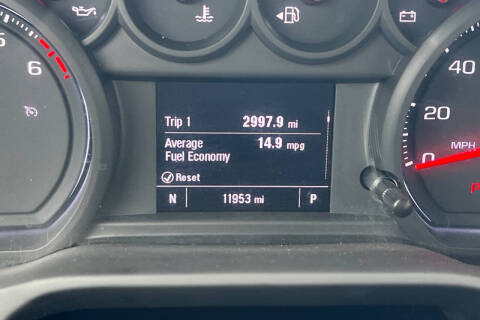 5
6
40
20
0
MPH
P
Trip 1 2997.9 mi
Average 14.9 mpg
Fuel Economy
Reset
N 11953 mi P